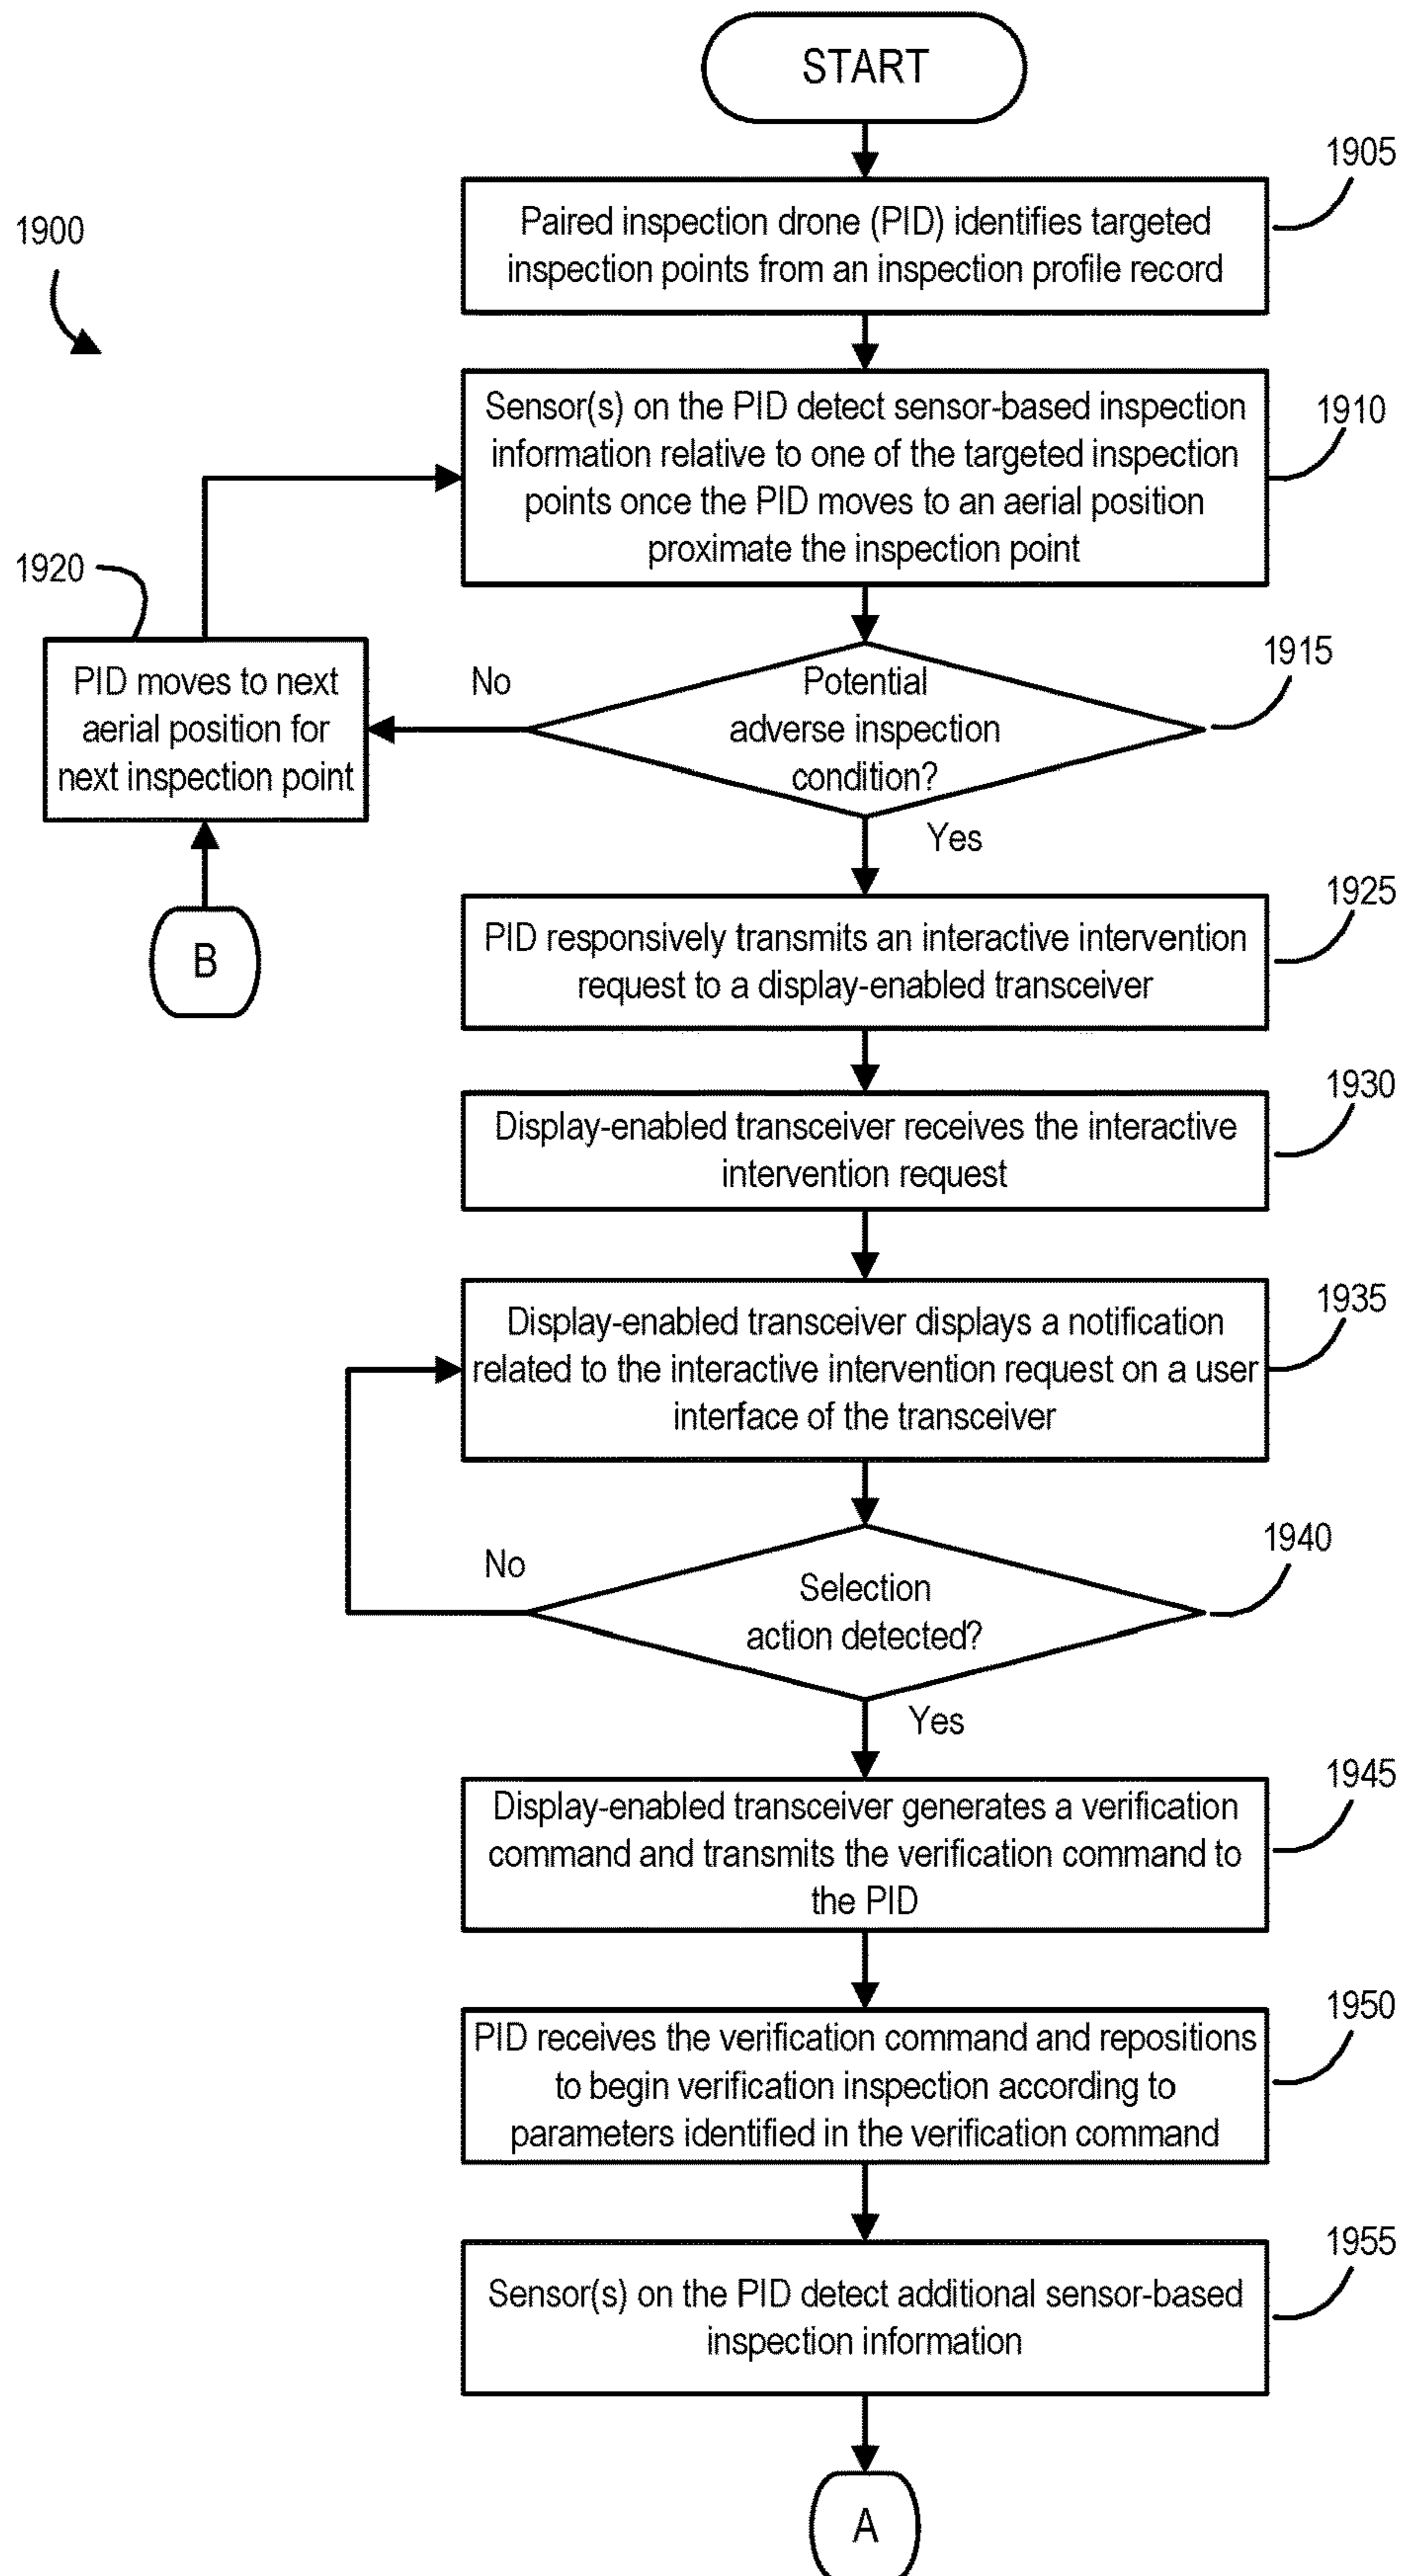 START
1905
Paired inspection drone (PID) identifies targeted
inspection points from an inspection profile record
1900
Sensor(s) on the PID detect sensor-based inspection
information relative to one of the targeted inspection
points once the PID moves to an aerial position
proximate the inspection point
1910
1920
PID moves to next
aerial position for
next inspection point
No
Potential
adverse inspection
condition?
1915
Yes
B
1925
PID responsively transmits an interactive intervention
request to a display-enabled transceiver
1930
Display-enabled transceiver receives the interactive
intervention request
1935
Display-enabled transceiver displays a notification
related to the interactive intervention request on a user
interface of the transceiver
1940
No
Selection
action detected?
Yes
1945
Display-enabled transceiver generates a verification
command and transmits the verification command to
the PID
1950
PID receives the verification command and repositions
to begin verification inspection according to
parameters identified in the verification command
1955
Sensor(s) on the PID detect additional sensor-based
inspection information
A